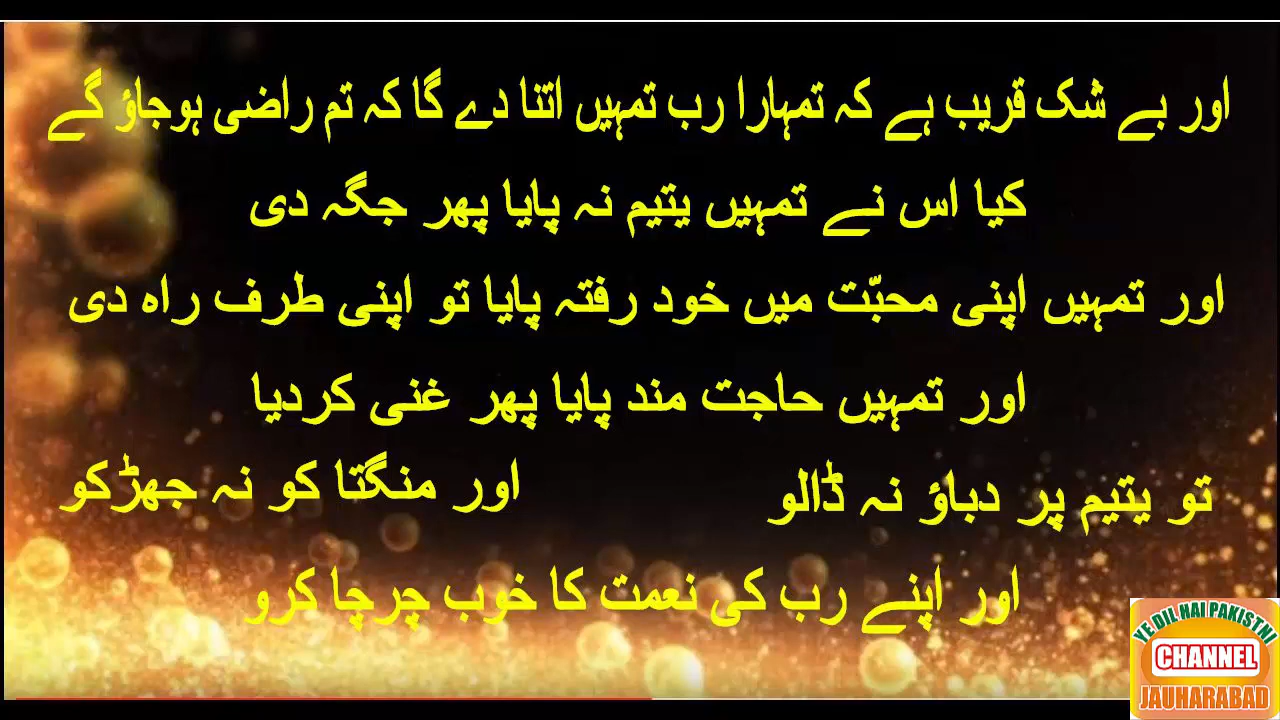 اور بے شک قریب ہے کہ تمہارا رب تمہیں اتنا دے گا کہ تم راضی ہوجاؤ گے
کیا اس نے تمہیں یتیم نہ پایا پھر جگہ دی
اور تمہیں اپنی محبّت میں خود رفتہ پایا تو اپنی طرف راہ دی
اور تمہیں حاجت مند پایا پھر غنی کردیا
تو یتیم پر دباؤ نہ ڈالو اور منگتا کو نہ جھڑکو
اور اپنے رب کی نعمت کا خوب چرچا کرو
YE DIL HAI PAKISTNI
CHANNEL
JAUHARABAD